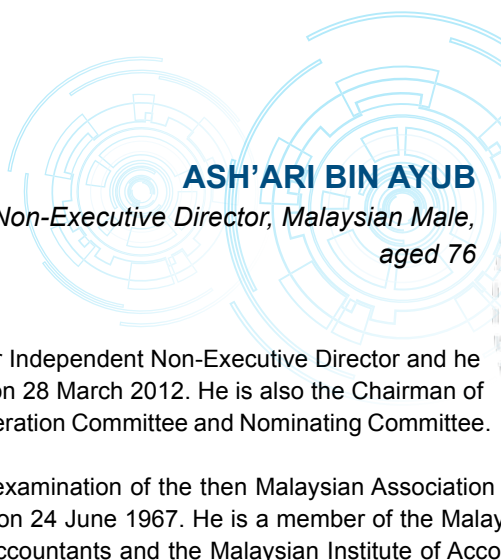 ASH’ARI BIN AYUB
Non-Executive Director, Malaysian Male,
aged 76
Independent Non-Executive Director and he
on 28 March 2012. He is also the Chairman of
eration Committee and Nominating Committee.
examination of the then Malaysian Association
on 24 June 1967. He is a member of the Malay
ccountants and the Malaysian Institute of Acco